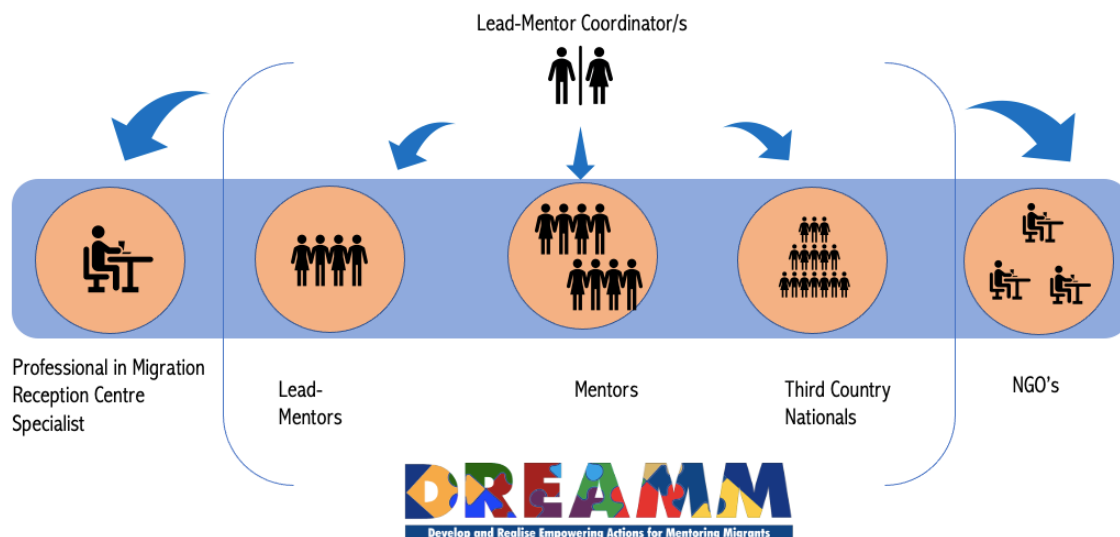 Lead-Mentor Coordinator/s
Professional in Migration
Reception Centre
Specialist
Lead-
Mentors
Mentors
Third Country
Nationals
NGO's
DREAMM
Develop and Realise Empowering Actions for Mentoring Migrants